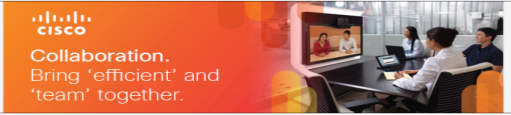 CISCO
Collaboration.
Bring ‘efficient’ and
‘team’ together.